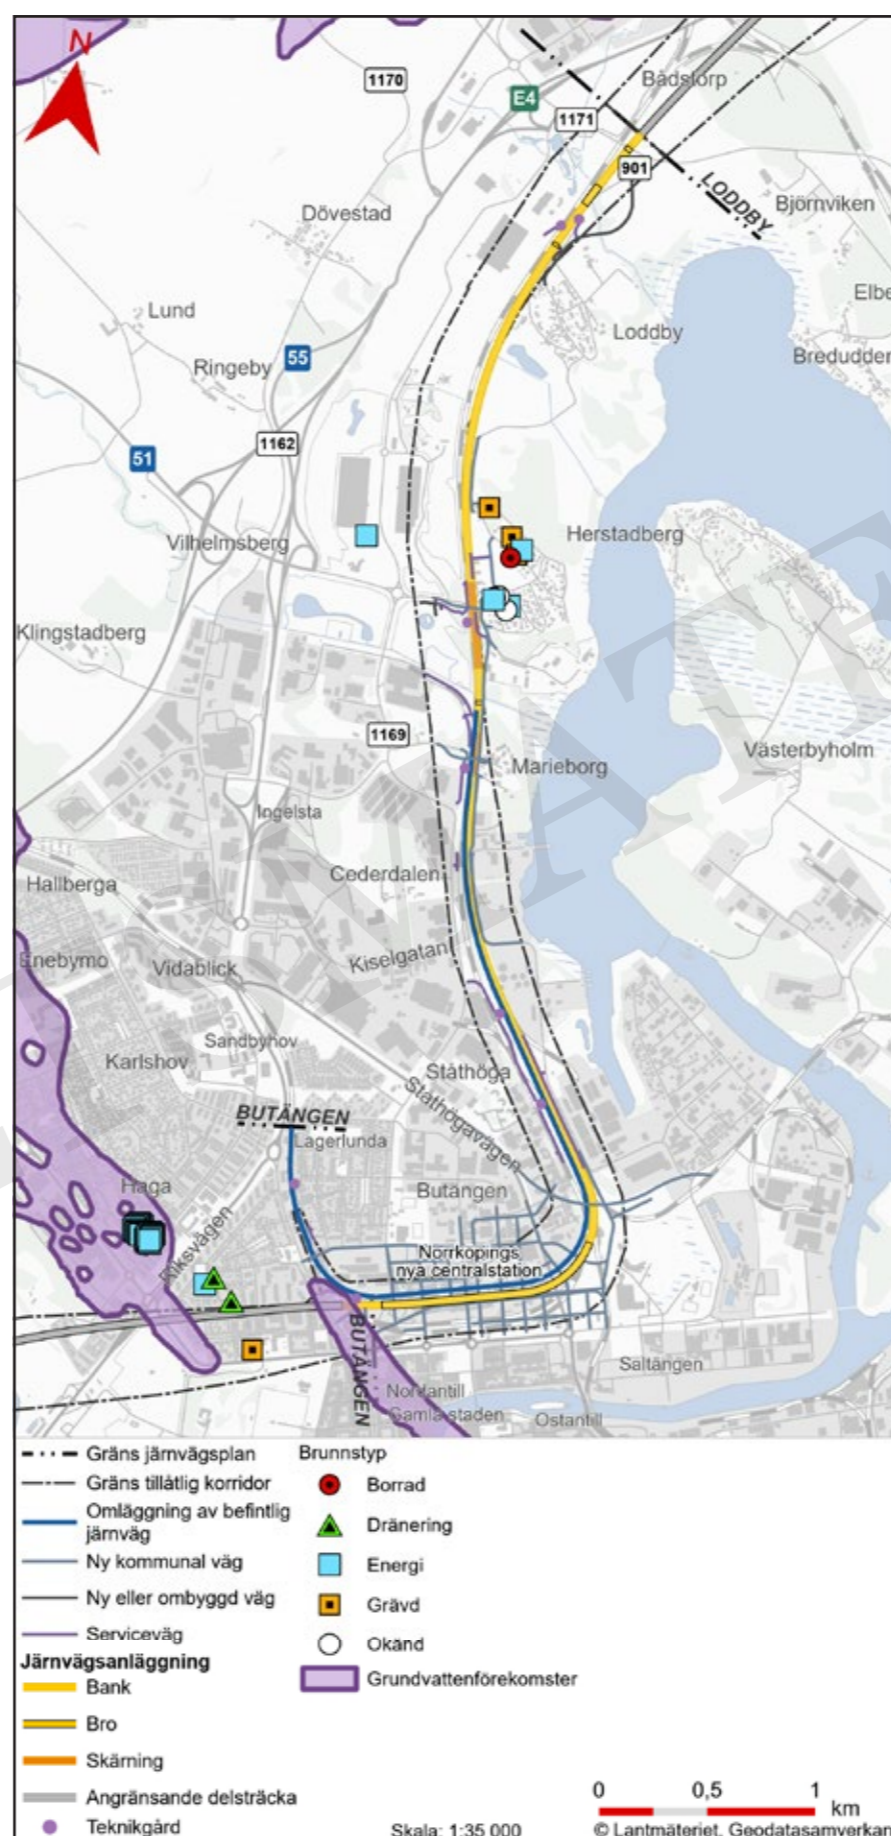 N
1170
Bådstorp
E4
1171
901
LODDBY
Björnviken
Dövestad
Lund
Loddby
Ringeby
55
Bredudden
1162
51
Vilhelmsberg
Herstadberg
Klingstadberg
1169
Marieborg
Västerbyholm
Ingelsta
Hallberga
Cederdalen
Enebymo
Vidablick
Kiselgatan
Sandbyhov
Karlshov
Ståthöga
Ståthögavägen
BUTÄNGEN
Lagerlunda
Haga
Butängen
Riksvägen
Norrköpings
nya centralstation
BUTÄNGEN
Saltängen
Nordantill
Gamla staden
Östantill
Gräns järnvägsplan
Gräns tillåtlig korridor
Omläggning av befintlig
järnväg
Ny kommunal väg
Ny eller ombyggd väg
Serviceväg
Järnvägsanläggning
Bank
Bro
Skärning
Angränsande delsträcka
Teknikgård
Brunnstyp
Borrad
Dränering
Energi
Grävd
Okänd
Grundvattenförekomster
0 0,5 1
km
Skala: 1:35 000
© Lantmäteriet, Geodatasamverkan